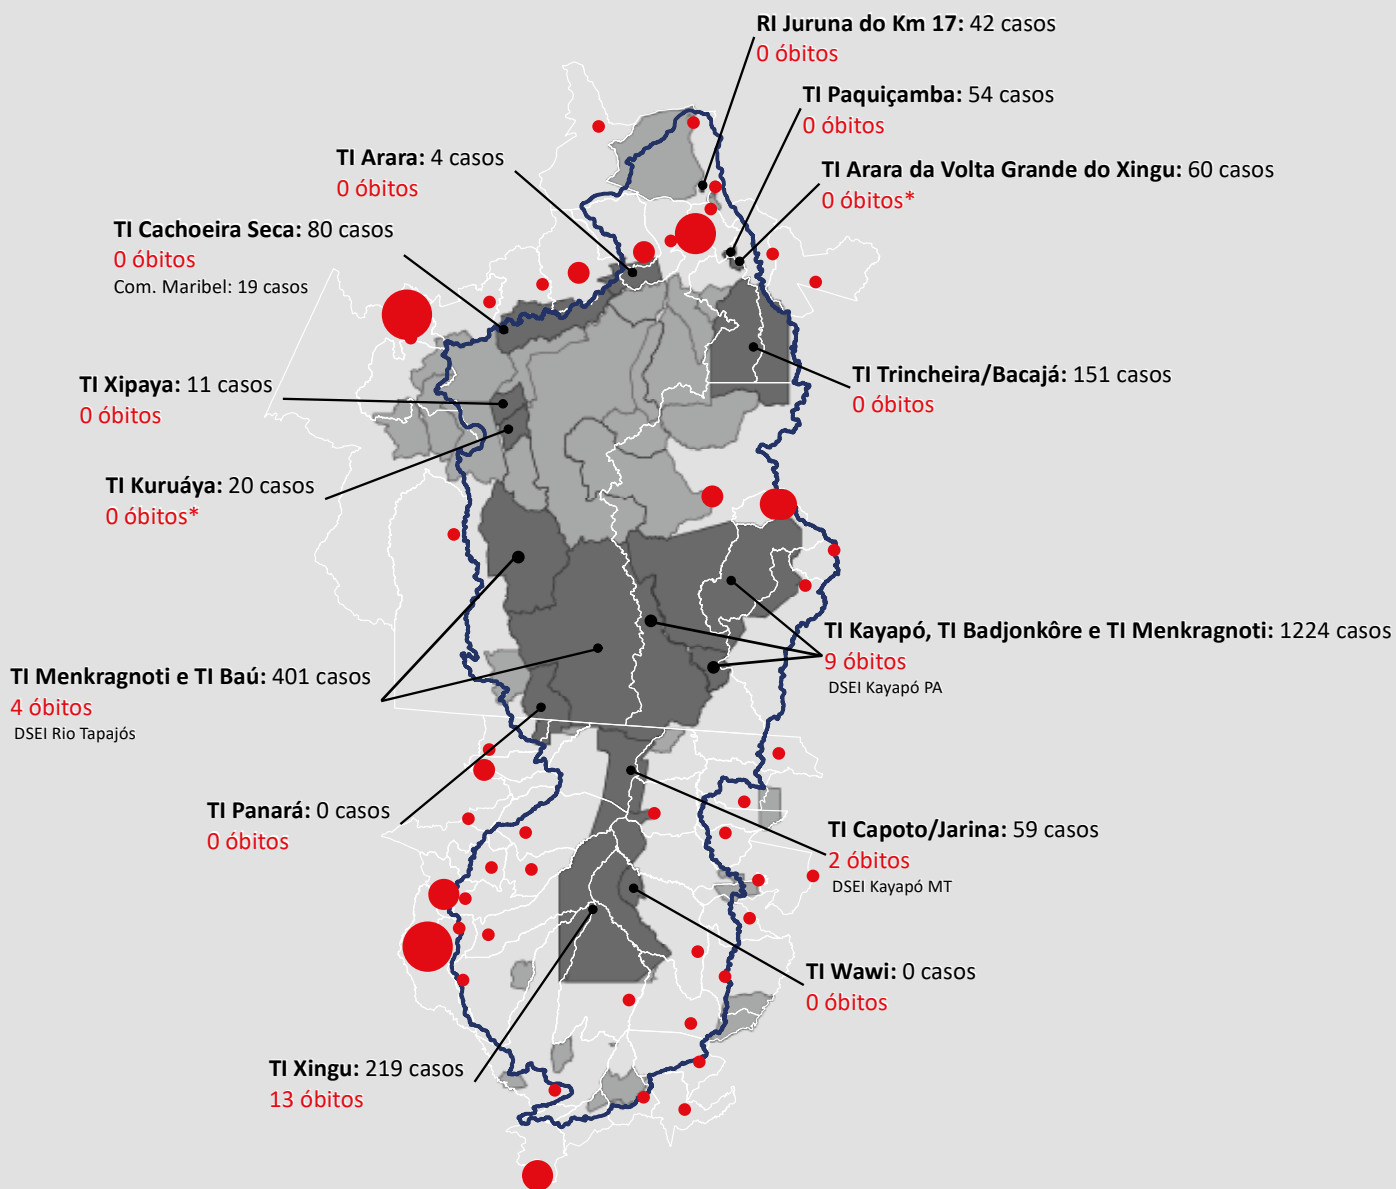 RI Juruna do Km 17: 42 casos
0 óbitos
TI Paquiçamba: 54 casos
0 óbitos
TI Arara: 4 casos
0 óbitos
TI Arara da Volta Grande do Xingu: 60 casos
0 óbitos*
TI Cachoeira Seca: 80 casos
0 óbitos
Com. Maribel: 19 casos
TI Xipaya: 11 casos
0 óbitos
TI Trincheira/Bacajá: 151 casos
0 óbitos
TI Kuruáya: 20 casos
0 óbitos*
TI Kayapó, TI Badjonkôre e TI Menkragnoti: 1224 casos
9 óbitos
DSEI Kayapó PA
TI Menkragnoti e TI Baú: 401 casos
4 óbitos
DSEI Rio Tapajós
TI Panará: 0 casos
0 óbitos
TI Capoto/Jarina: 59 casos
2 óbitos
DSEI Kayapó MT
TI Wawi: 0 casos
0 óbitos
TI Xingu: 219 casos
13 óbitos